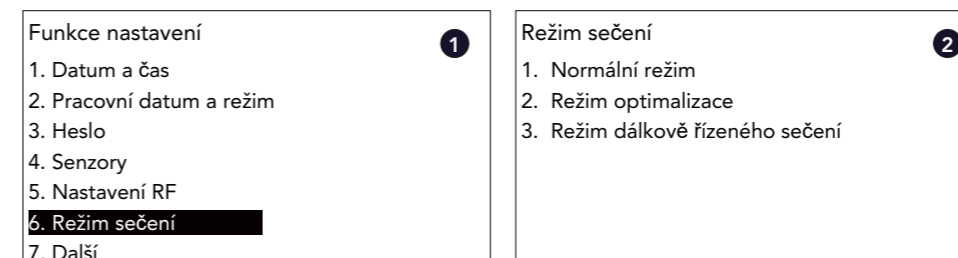 Funkce nastavení
1
1. Datum a čas
2. Pracovní datum a režim
3. Heslo
4. Senzory
5. Nastavení RF
6. Režim sečení
7. Další
Režim sečení
2
1. Normální režim
2. Režim optimalizace
3. Režim dálkově řízeného sečení